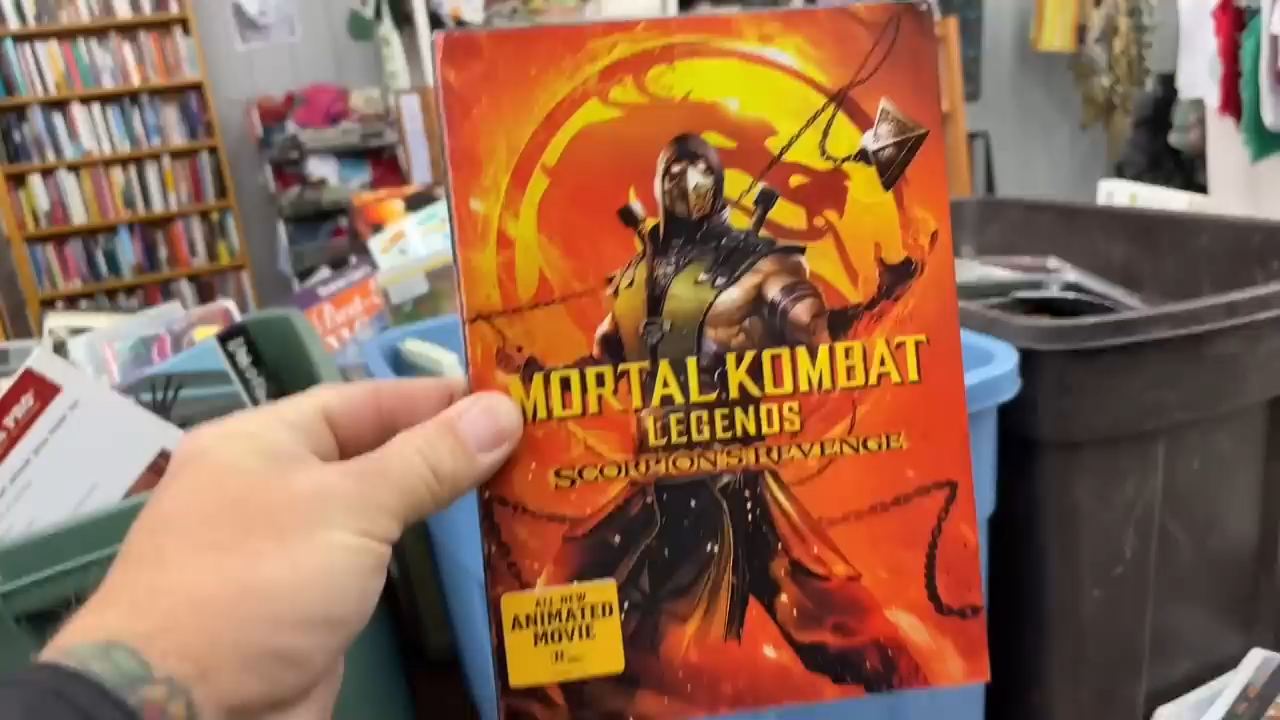 MORTAL KOMBAT
LEGENDS
SCORPION'S REVENGE
ALL-NEW
ANIMATED
MOVIE